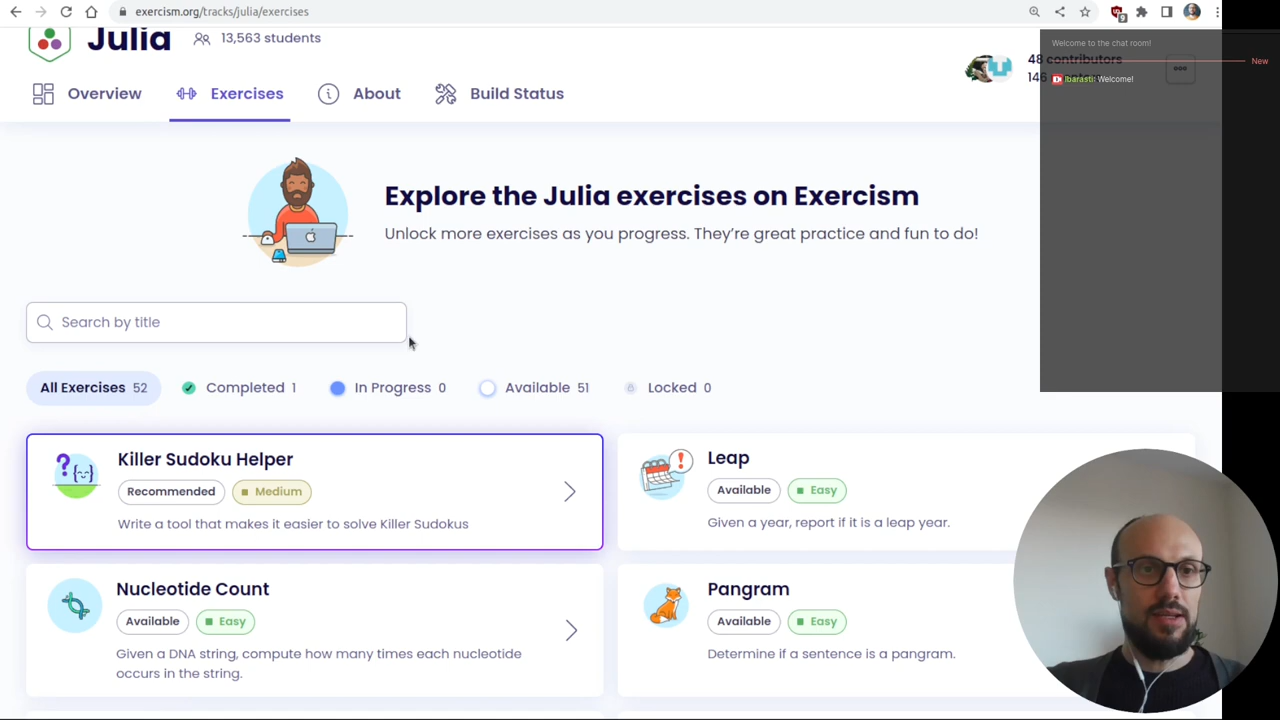 exercism.org/tracks/julia/exercises
9
Julia
13,563 students
Welcome to the chat room!
48 contributors
New
146
lbarasti: Welcome!
Overview
Exercises
About
Build Status
Explore the Julia exercises on Exercism
Unlock more exercises as you progress. They’re great practice and fun to do!
Search by title
All Exercises 52
Completed 1
In Progress 0
Available 51
Locked 0
Killer Sudoku Helper
Recommended
Medium
Write a tool that makes it easier to solve Killer Sudokus
Leap
Available
Easy
Given a year, report if it is a leap year.
Nucleotide Count
Available
Easy
Given a DNA string, compute how many times each nucleotide
occurs in the string.
Pangram
Available
Easy
Determine if a sentence is a pangram.